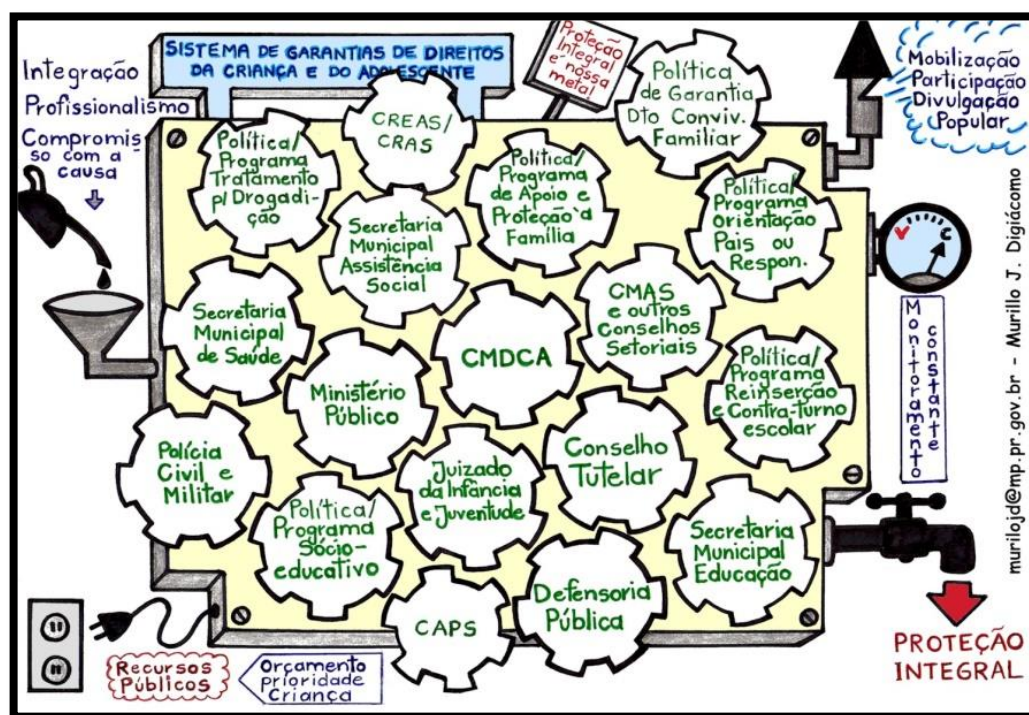 SISTEMA DE GARANTIAS DE DIREITOS
DA CRIANÇA E DO ADOLESCENTE
Integração
Profissionalismo
Compromis
so com a
causa
Proteção
Integral
é nossa
meta!
Mobilização
Participação
Divulgação
Popular
Política/
Programa
Tratamento
p/ Drogadi-
ção
CREAS/
CRAS
Política/
Programa
de Apoio e
Proteção à
Família
Política
de Garantia
Dto Conviv.
Familiar
Secretaria
Municipal
Assistência
Social
Política/
Programa
Orientação
Pais ou
Respon.
Secretaria
Municipal
de Saúde
CMDCA
CMAS
e outros
Conselhos
Setoriais
Ministério
Público
Política/
Programa
Reinserção
e Contra-turno
escolar
Polícia
Civil e
Militar
Juizado
da Infância
e Juventude
Conselho
Tutelar
Política/
Programa
Sócio-
educativo
Secretaria
Municipal
Educação
CAPS
Defensoria
Pública
V C
Monitoramento
constante
murilojd@mp.pr.gov.br - Murillo J. Digiácomo
Recursos
Públicos
Orçamento
prioridade
Criança
PROTEÇÃO
INTEGRAL